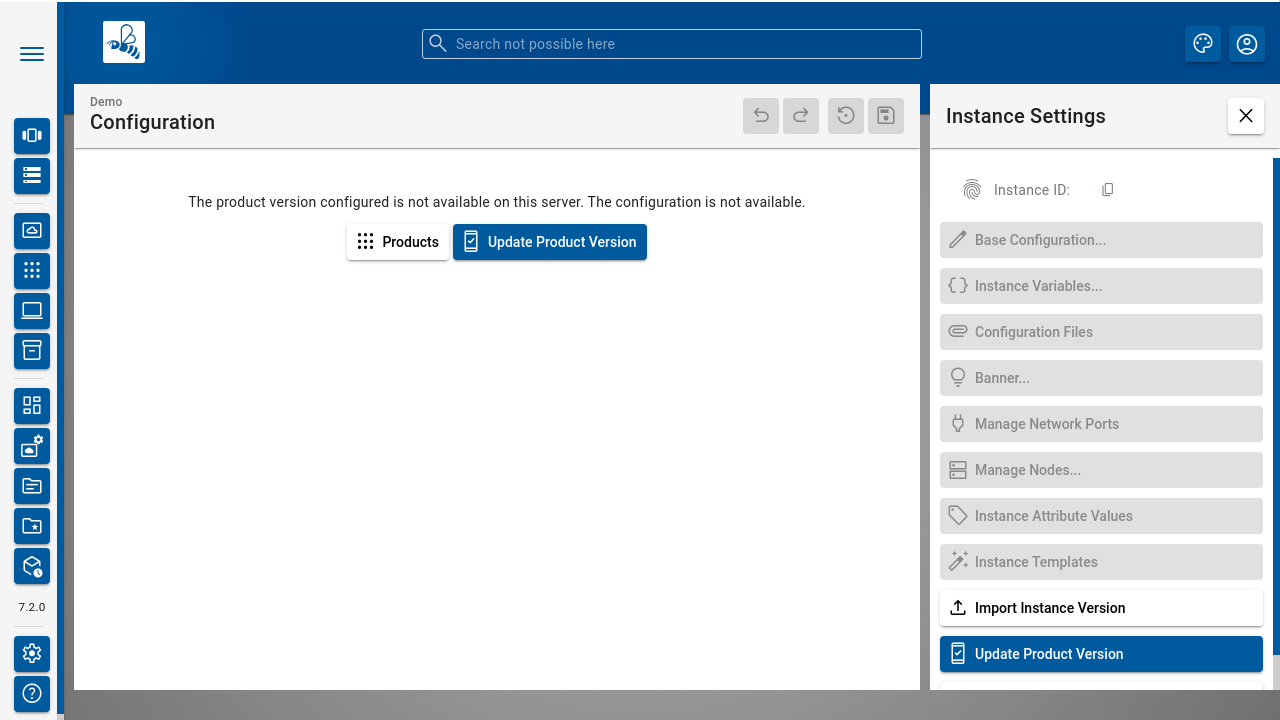 Search not possible here
Demo
Configuration
Instance Settings
The product version configured is not available on this server. The configuration is not available.
Products
Update Product Version
Instance ID:
Base Configuration...
Instance Variables...
Configuration Files
Banner...
Manage Network Ports
Manage Nodes...
Instance Attribute Values
Instance Templates
Import Instance Version
Update Product Version
7.2.0